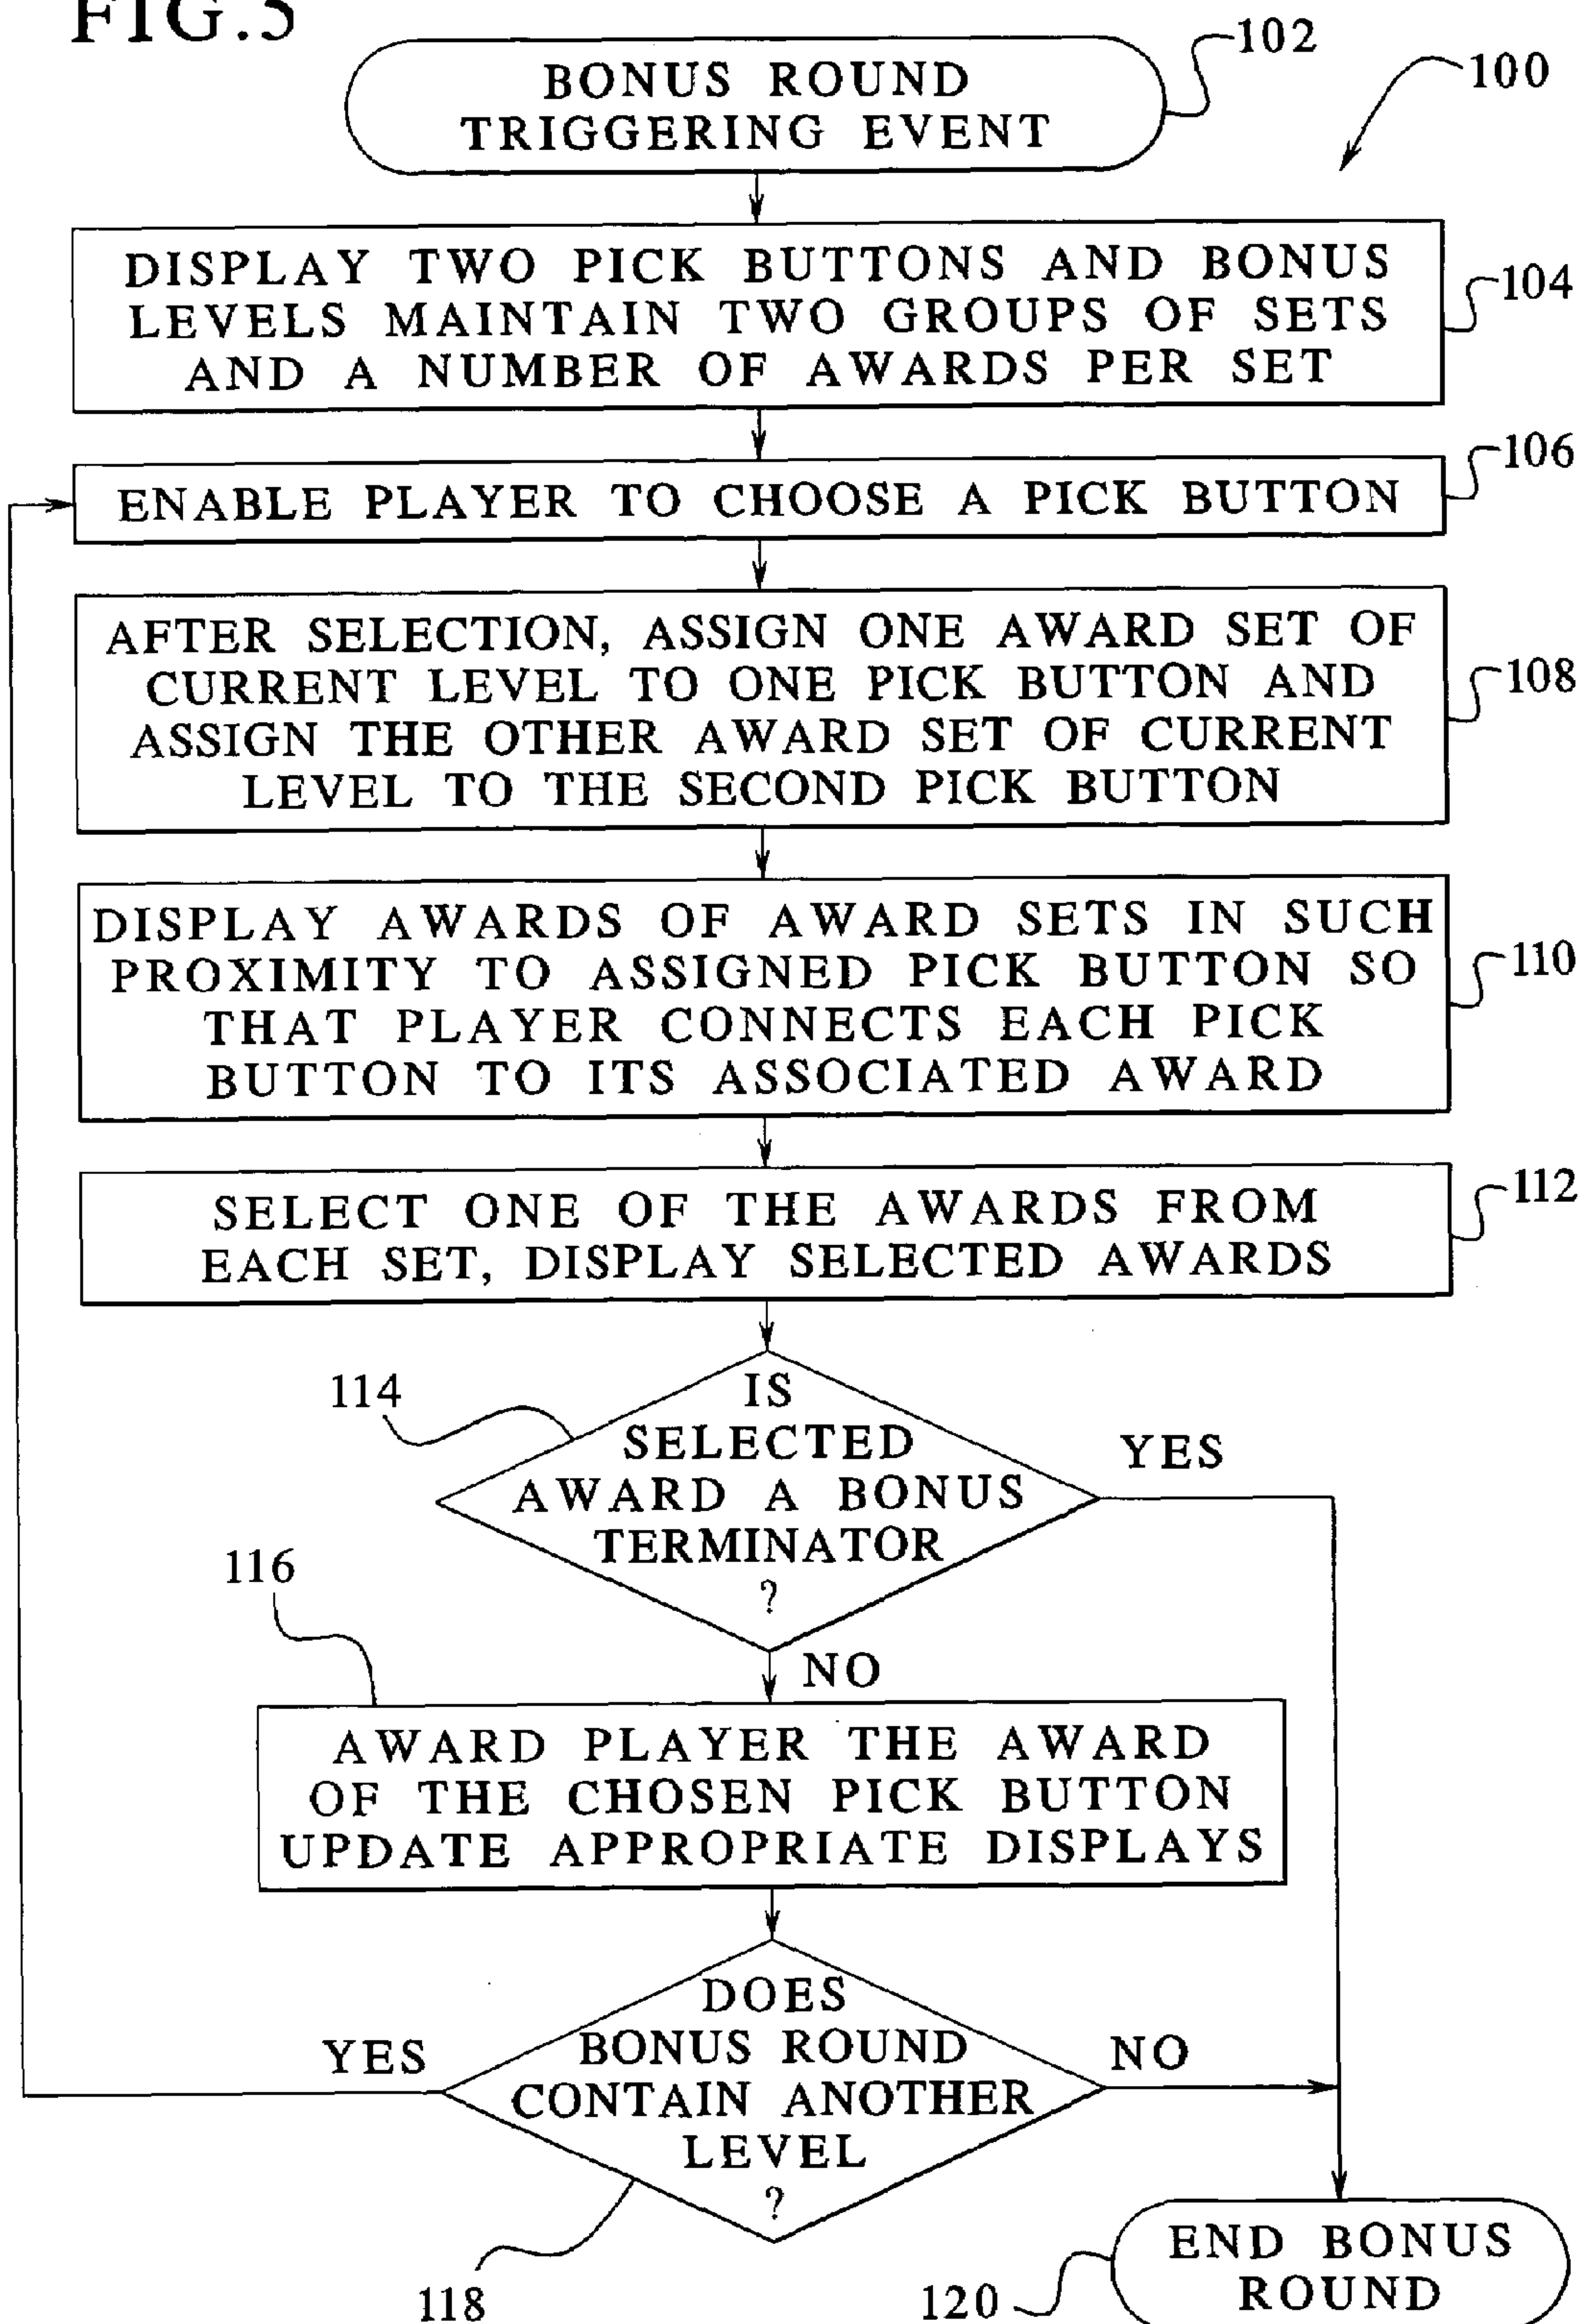 FIG.5
102
100
BONUS ROUND
TRIGGERING EVENT
DISPLAY TWO PICK BUTTONS AND BONUS
LEVELS MAINTAIN TWO GROUPS OF SETS
AND A NUMBER OF AWARDS PER SET
104
ENABLE PLAYER TO CHOOSE A PICK BUTTON
106
AFTER SELECTION, ASSIGN ONE AWARD SET OF
CURRENT LEVEL TO ONE PICK BUTTON AND
ASSIGN THE OTHER AWARD SET OF CURRENT
LEVEL TO THE SECOND PICK BUTTON
108
DISPLAY AWARDS OF AWARD SETS IN SUCH
PROXIMITY TO ASSIGNED PICK BUTTON SO
THAT PLAYER CONNECTS EACH PICK
BUTTON TO ITS ASSOCIATED AWARD
110
SELECT ONE OF THE AWARDS FROM
EACH SET, DISPLAY SELECTED AWARDS
112
114
IS
SELECTED
AWARD A BONUS
TERMINATOR
?
YES
NO
116
AWARD PLAYER THE AWARD
OF THE CHOSEN PICK BUTTON
UPDATE APPROPRIATE DISPLAYS
DOES
BONUS ROUND
CONTAIN ANOTHER
LEVEL
?
YES
NO
118
END BONUS
ROUND
120